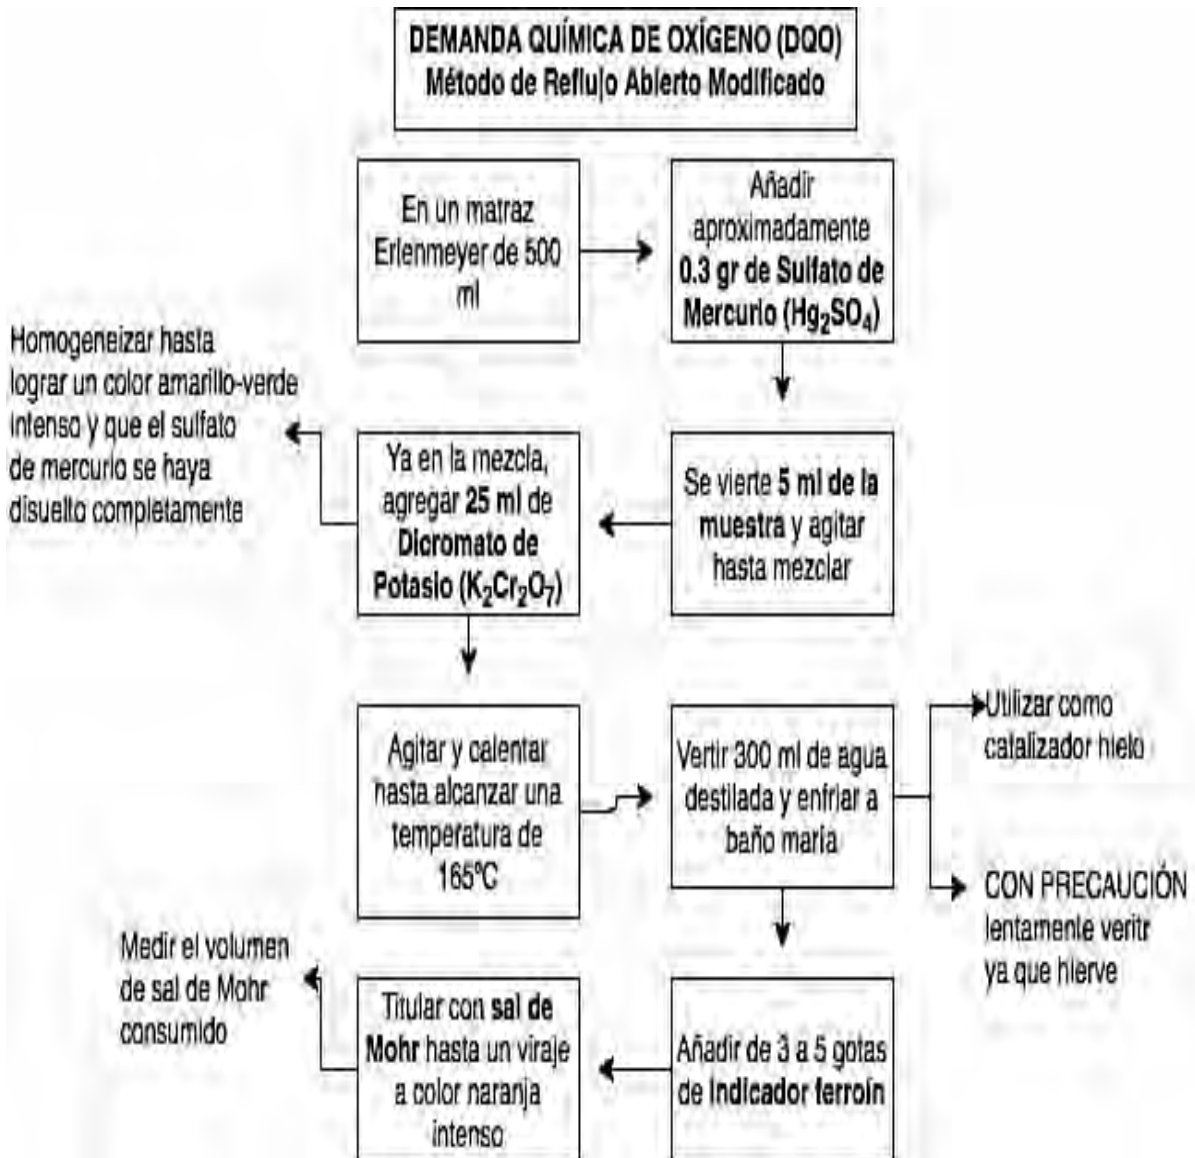 DEMANDA QUÍMICA DE OXÍGENO (DQO)
Método de Reflujo Abierto Modificado
En un matraz
Erlenmeyer de 500
ml
Añadir
aproximadamente
0.3 gr de Sulfato de
Mercurio (Hg₂SO₄)
Homogeneizar hasta
lograr un color amarillo-verde
intenso y que el sulfato
de mercurio se haya
disuelto completamente
Ya en la mezcla,
agregar 25 ml de
Dicromato de
Potasio (K₂Cr₂O₇)
Se vierte 5 ml de la
muestra y agitar
hasta mezclar
Agitar y calentar
hasta alcanzar una
temperatura de
165ºC
Vertir 300 ml de agua
destilada y enfriar a
baño maria
Utilizar como
catalizador hielo
CON PRECAUCIÓN
lentamente veritr
ya que hierve
Medir el volumen
de sal de Mohr
consumido
Titular con sal de
Mohr hasta un viraje
a color naranja
intenso
Añadir de 3 a 5 gotas
de indicador ferroín